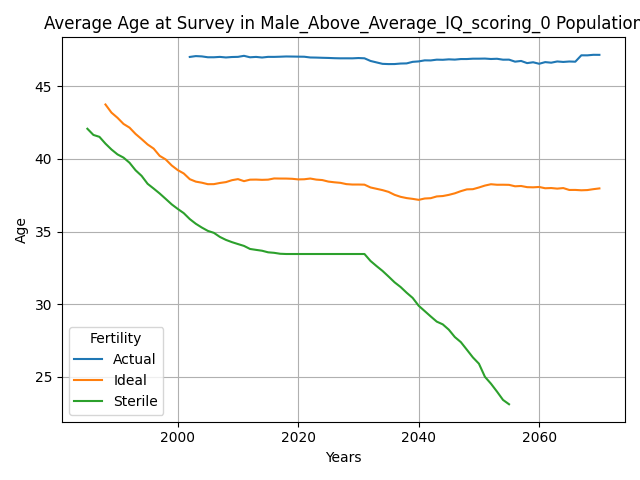 Average Age at Survey in Male_Above_Average_IQ_scoring_0 Population
Age
45
40
35
30
25
Fertility
Actual
Ideal
Sterile
2000
2020
2040
2060
Years